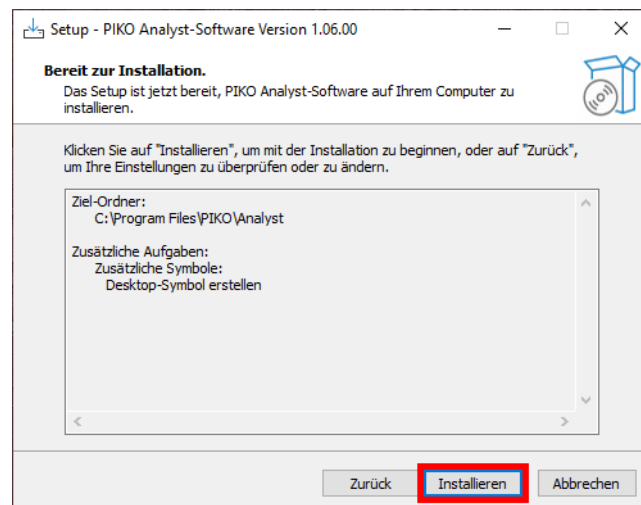 Setup - PIKO Analyst-Software Version 1.06.00
Bereit zur Installation.
Das Setup ist jetzt bereit, PIKO Analyst-Software auf Ihrem Computer zu
installieren.
Klicken Sie auf "Installieren", um mit der Installation zu beginnen, oder auf "Zurück",
um Ihre Einstellungen zu überprüfen oder zu ändern.
Ziel-Ordner:
C:\Program Files\PIKO\Analyst
Zusätzliche Aufgaben:
Zusätzliche Symbole:
Desktop-Symbol erstellen
Zurück
Installieren
Abbrechen